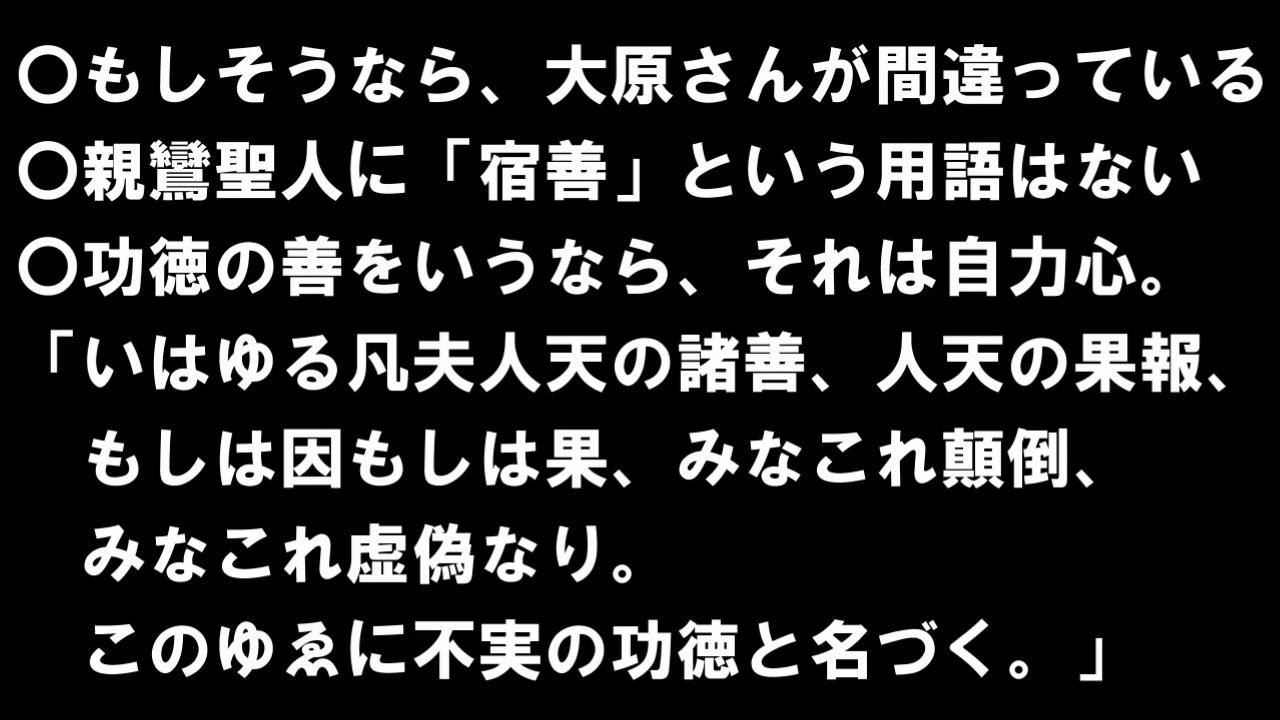 〇もしそうなら、大原さんが間違っている
〇親鸞聖人に「宿善」という用語はない
〇功徳の善をいうなら、それは自力心。
「いはゆる凡夫人天の諸善、人天の果報、
もしは因もしは果、みなこれ顛倒、
みなこれ虚偽なり。
このゆゑに不実の功徳と名づく。」